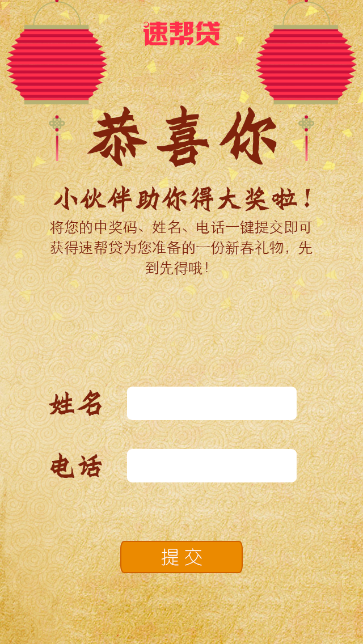 速帮贷
恭喜你
小伙伴助你得大奖啦！
将您的中奖码、姓名、电话一键提交即可
获得速帮贷为您准备的一份新春礼物，先
到先得哦！
姓名
电话
提交